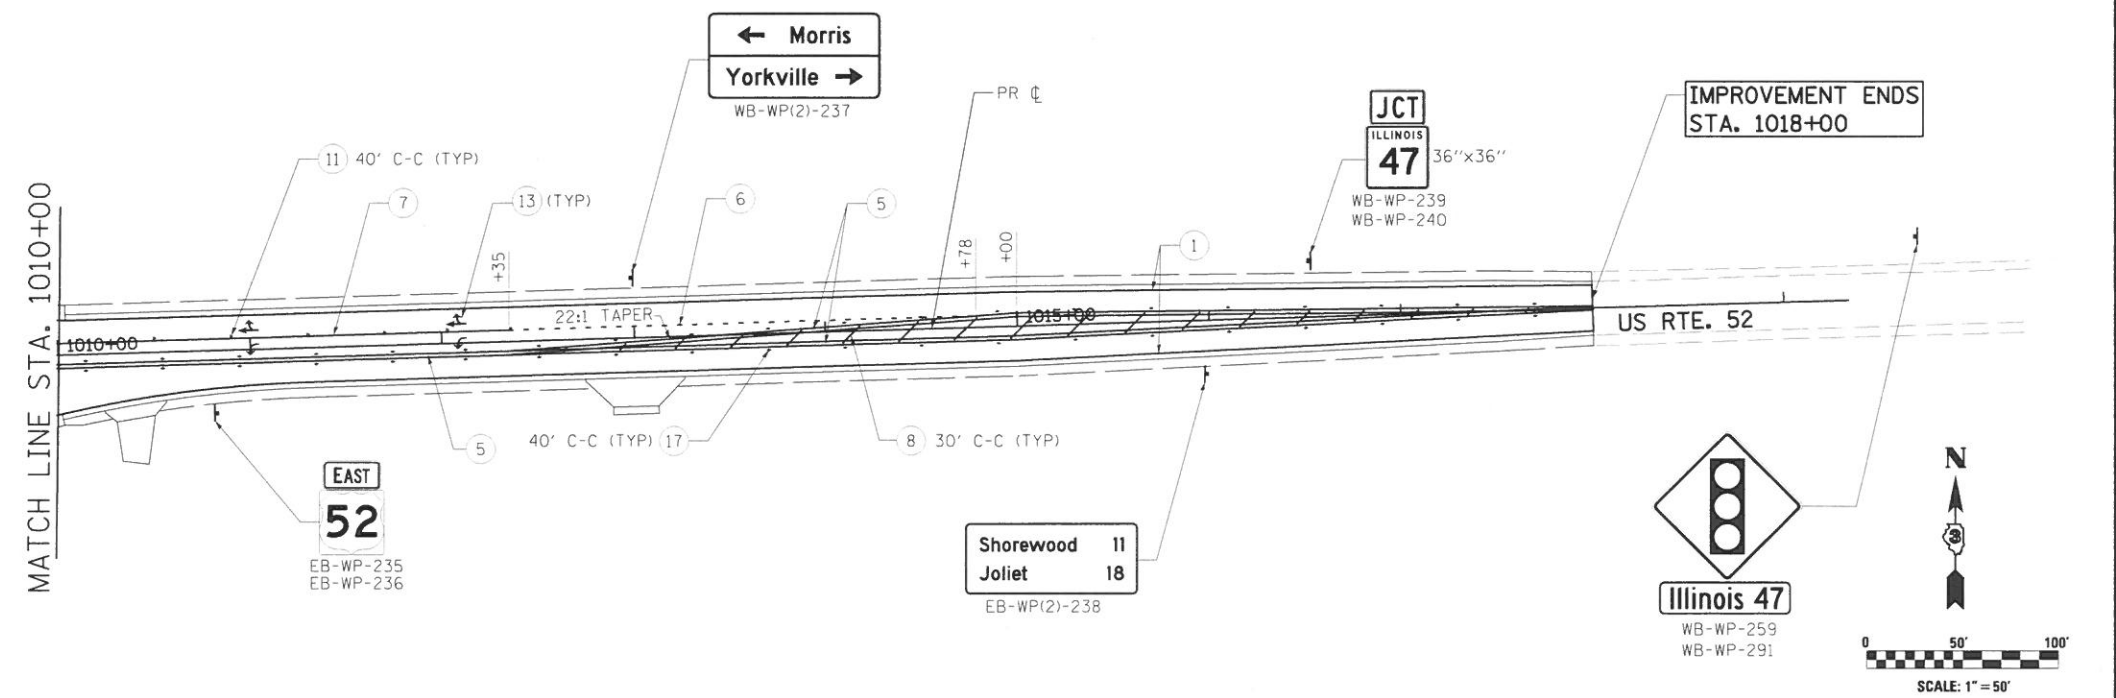 ← Morris
Yorkville →
WB-WP(2)-237
PR ℄
JCT
ILLINOIS
47
36"x36"
WB-WP-239
WB-WP-240
IMPROVEMENT ENDS
STA. 1018+00
MATCH LINE STA. 1010+00
11 40' C-C (TYP)
7
13 (TYP)
6
5
1
+35
+78
+00
22:1 TAPER
1010+00
1015+00
US RTE. 52
5
40' C-C (TYP) 17
8 30' C-C (TYP)
EAST
52
EB-WP-235
EB-WP-236
Shorewood 11
Joliet 18
EB-WP(2)-238
Illinois 47
WB-WP-259
WB-WP-291
N
3
0 50' 100'
SCALE: 1" = 50'